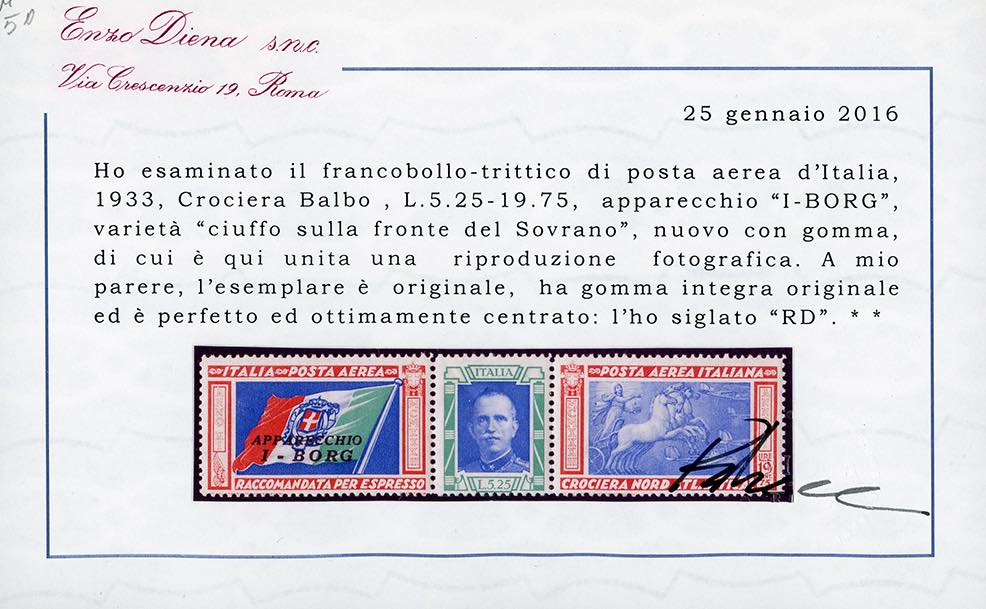 5D
Enzo Diena s.n.c.
Via Crescenzio 19, Roma
25 gennaio 2016
Ho esaminato il francobollo-trittico di posta aerea d'Italia,
1933, Crociera Balbo , L.5.25-19.75, apparecchio "I-BORG",
varietà "ciuffo sulla fronte del Sovrano", nuovo con gomma,
di cui è qui unita una riproduzione fotografica. A mio
parere, l'esemplare è originale, ha gomma integra originale
ed è perfetto ed ottimamente centrato: l'ho siglato "RD". * *
ITALIA POSTA AEREA
APPARECCHIO
I - BORG
RACCOMANDATA PER ESPRESSO
ITALIA
L.5.25
POSTA AEREA ITALIANA
CROCIERA NORD